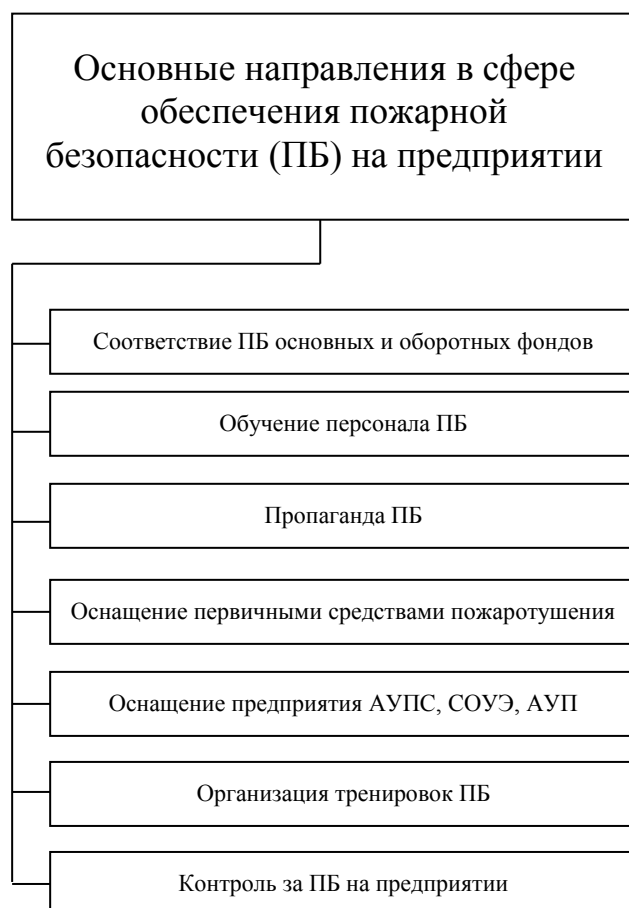 Основные направления в сфере
обеспечения пожарной
безопасности (ПБ) на предприятии
Соответствие ПБ основных и оборотных фондов
Обучение персонала ПБ
Пропаганда ПБ
Оснащение первичными средствами пожаротушения
Оснащение предприятия АУПС, СОУЭ, АУП
Организация тренировок ПБ
Контроль за ПБ на предприятии